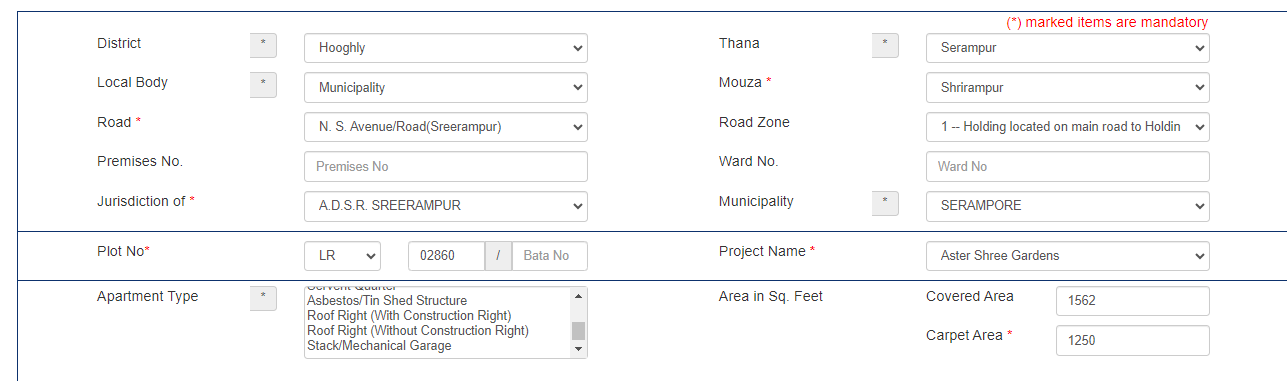 (*) marked items are mandatory
District * Hooghly Thana * Serampur
Local Body * Municipality Mouza * Shrirampur
Road * N. S. Avenue/Road(Sreerampur) Road Zone 1 -- Holding located on main road to Holdin
Premises No. Premises No Ward No. Ward No
Jurisdiction of * A.D.S.R. SREERAMPUR Municipality * SERAMPORE
Plot No* LR 02860 / Bata No Project Name * Aster Shree Gardens
Apartment Type * Servent Quarter Area in Sq. Feet Covered Area 1562
Asbestos/Tin Shed Structure
Roof Right (With Construction Right)
Roof Right (Without Construction Right) Carpet Area * 1250
Stack/Mechanical Garage